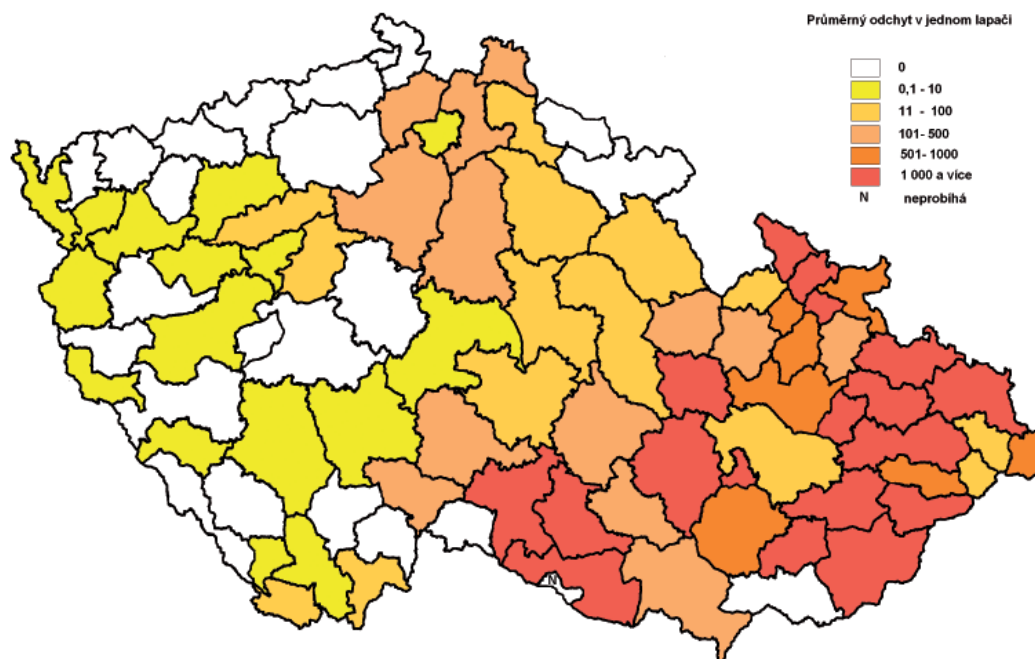 Průměrný odchyt v jednom lapači
0
0,1 - 10
11 - 100
101- 500
501- 1000
1 000 a více
N neprobíhá
N